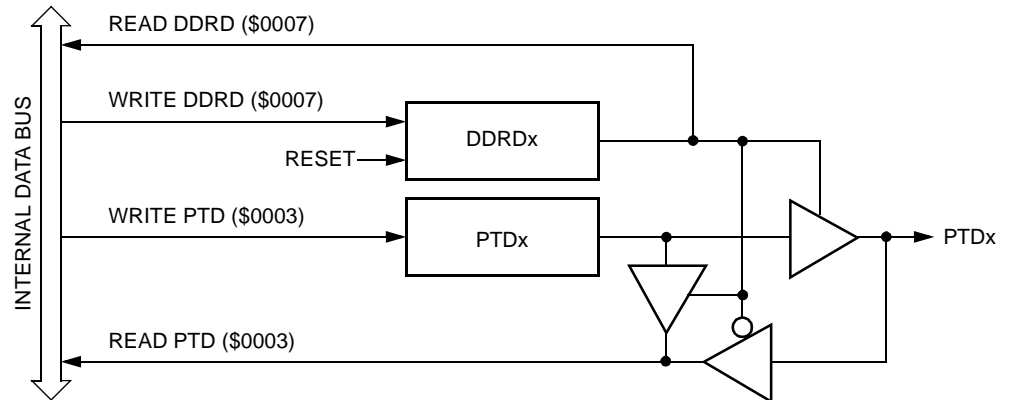 READ DDRD ($0007)
WRITE DDRD ($0007)
DDRDx
RESET
WRITE PTD ($0003)
PTDx
PTDx
READ PTD ($0003)
INTERNAL DATA BUS